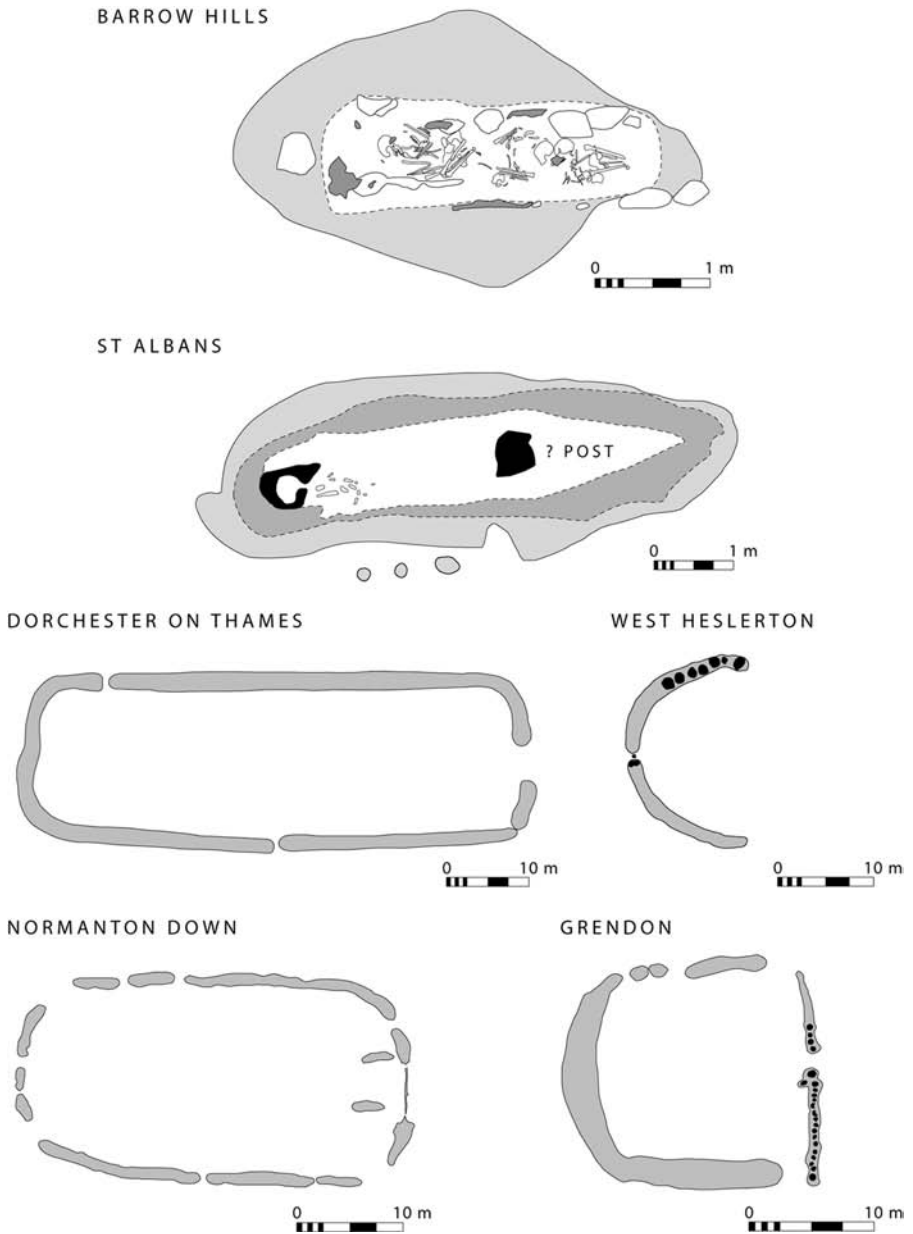 BARROW HILLS
0 1 m
ST ALBANS
? POST
0 1 m
DORCHESTER ON THAMES
WEST HESLERTON
0 10 m
0 10 m
NORMANTON DOWN
GRENDON
0 10 m
0 10 m